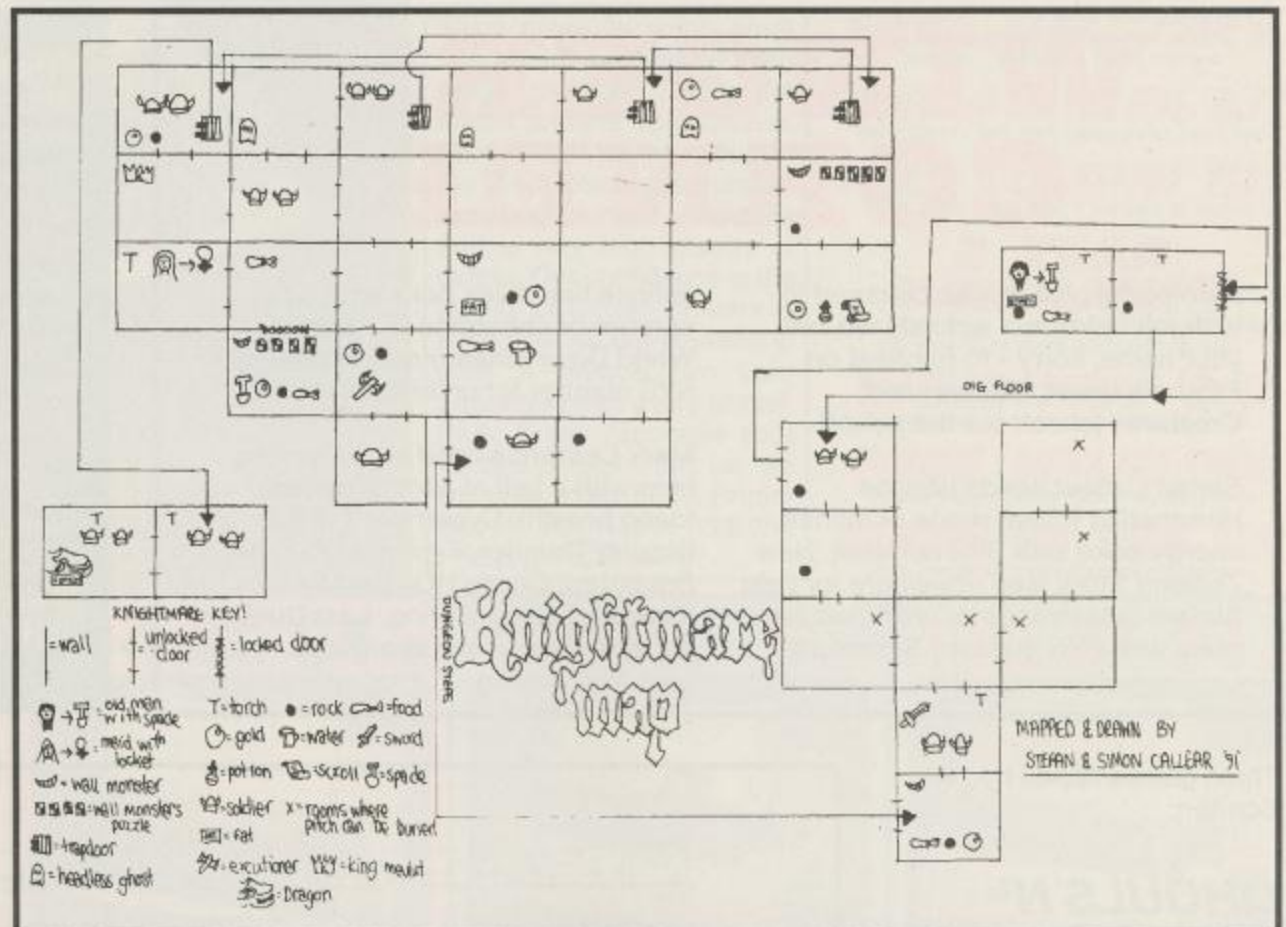 T
FAT
T
T
DIG FLOOR
X
X
X
X
X
T
T
T
DUNGEON STEPS
Knightmare
map
KNIGHTMARE KEY!
=wall
=unlocked door
=locked door
→ = old man with spade
→ = maid with locket
= wall monster
= wall monsters puzzle
= trapdoor
= headless ghost
T = torch
= rock
= food
= gold
= water
= sword
= potion
= scroll
= spade
= soldier
x = rooms where pitch can be buried
FAT = fat
= king
= Dragon
MAPPED & DRAWN BY
STEFAN & SIMON CALLEAR '91